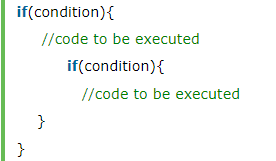 if(condition){
//code to be executed
if(condition){
//code to be executed
}
}